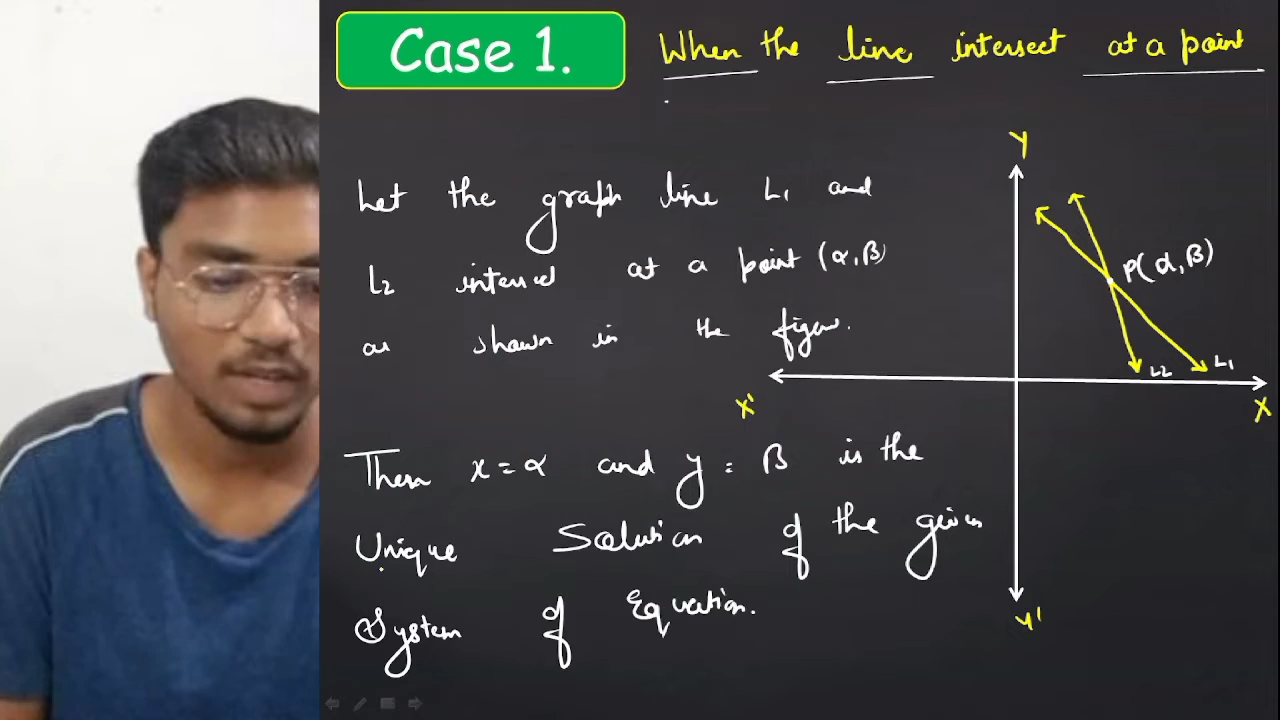 Case 1.
When the line intersect at a point
Let the graph line L1 and
L2 intersect at a point (α, β)
as shown in the figure.
Then x = α and y = β is the
Unique Solution of the given
System of Equation.
Y
P(α, β)
L2 L1
X' X
Y'